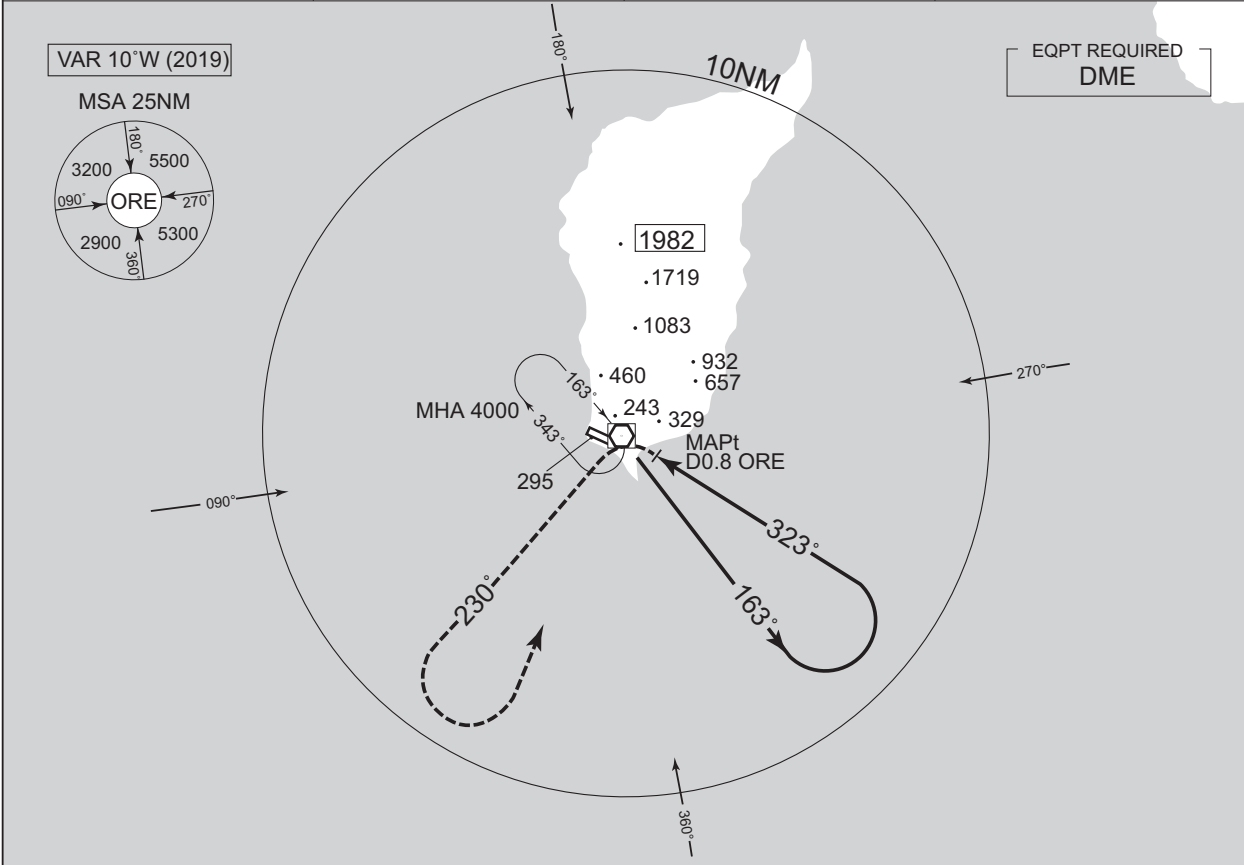 VAR 10˚W (2019)
MSA 25NM
180˚
3200
5500
090˚
ORE
270˚
2900
5300
360˚
180˚
10NM
EQPT REQUIRED
DME
1982
1719
1083
932
460
657
163˚
270˚
MHA 4000
243
329
343˚
MAPt
D0.8 ORE
295
090˚
323˚
230˚
163˚
360˚